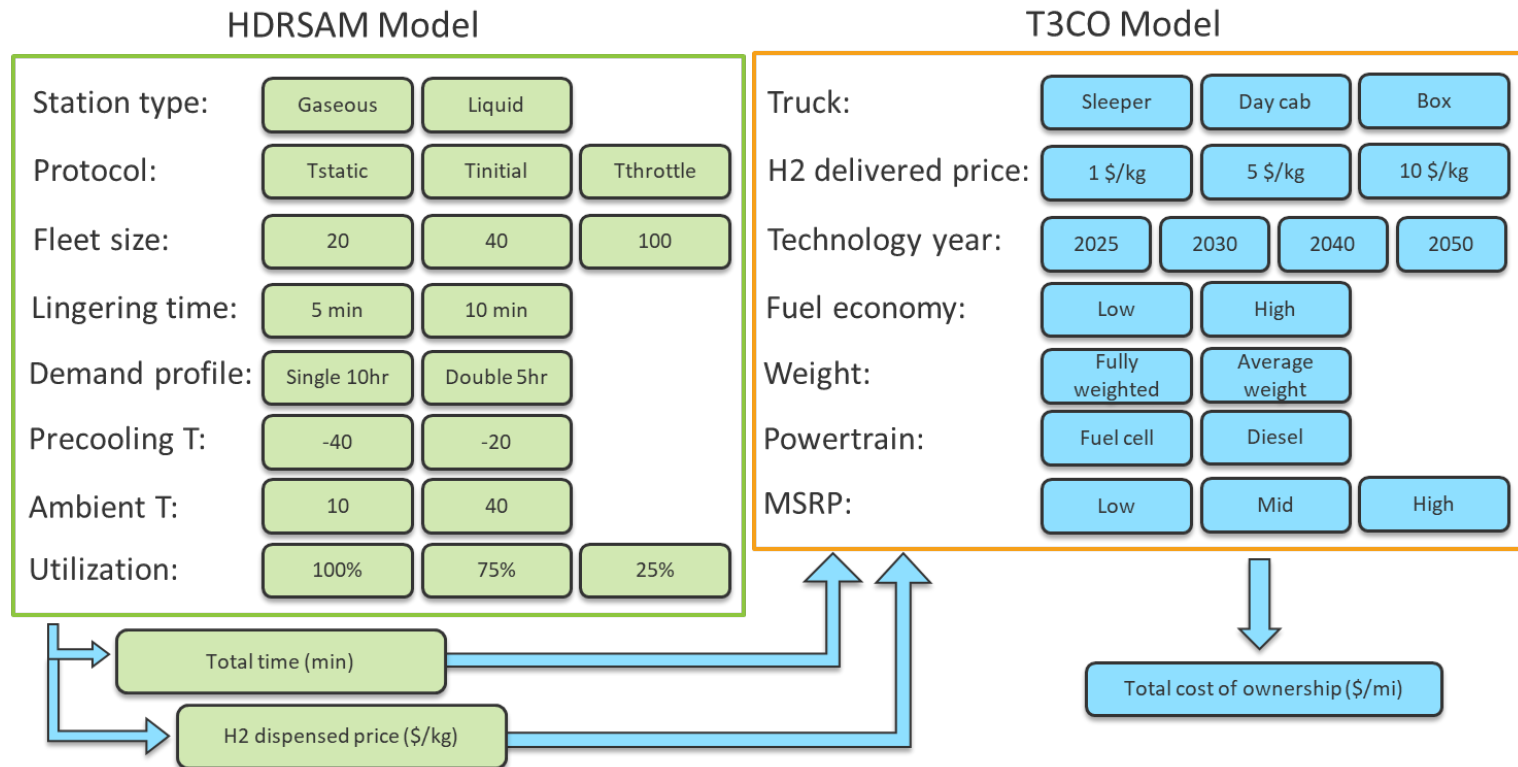 HDRSAM Model
Station type: Gaseous Liquid
Protocol: Tstatic Tinitial Tthrottle
Fleet size: 20 40 100
Lingering time: 5 min 10 min
Demand profile: Single 10hr Double 5hr
Precooling T: -40 -20
Ambient T: 10 40
Utilization: 100% 75% 25%
Total time (min)
H2 dispensed price ($/kg)
T3CO Model
Truck: Sleeper Day cab Box
H2 delivered price: 1 $/kg 5 $/kg 10 $/kg
Technology year: 2025 2030 2040 2050
Fuel economy: Low High
Weight: Fully weighted Average weight
Powertrain: Fuel cell Diesel
MSRP: Low Mid High
Total cost of ownership ($/mi)